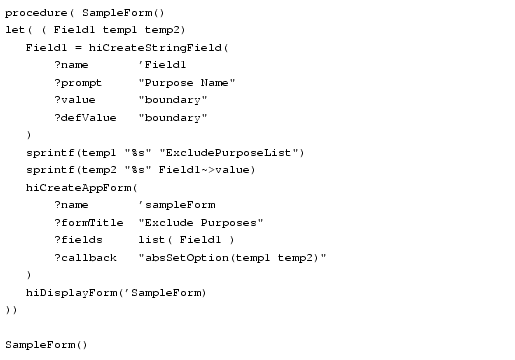 procedure( SampleForm()
let( ( Field1 temp1 temp2)
   Field1 = hiCreateStringField(
       ?name       'Field1
       ?prompt     "Purpose Name"
       ?value      "boundary"
       ?defValue   "boundary"
   )
   sprintf(temp1 "%s" "ExcludePurposeList")
   sprintf(temp2 "%s" Field1~>value)
   hiCreateAppForm(
       ?name       'sampleForm
       ?formTitle  "Exclude Purposes"
       ?fields     list( Field1 )
       ?callback   "absSetOption(temp1 temp2)"
   )
   hiDisplayForm('SampleForm)
))

SampleForm()